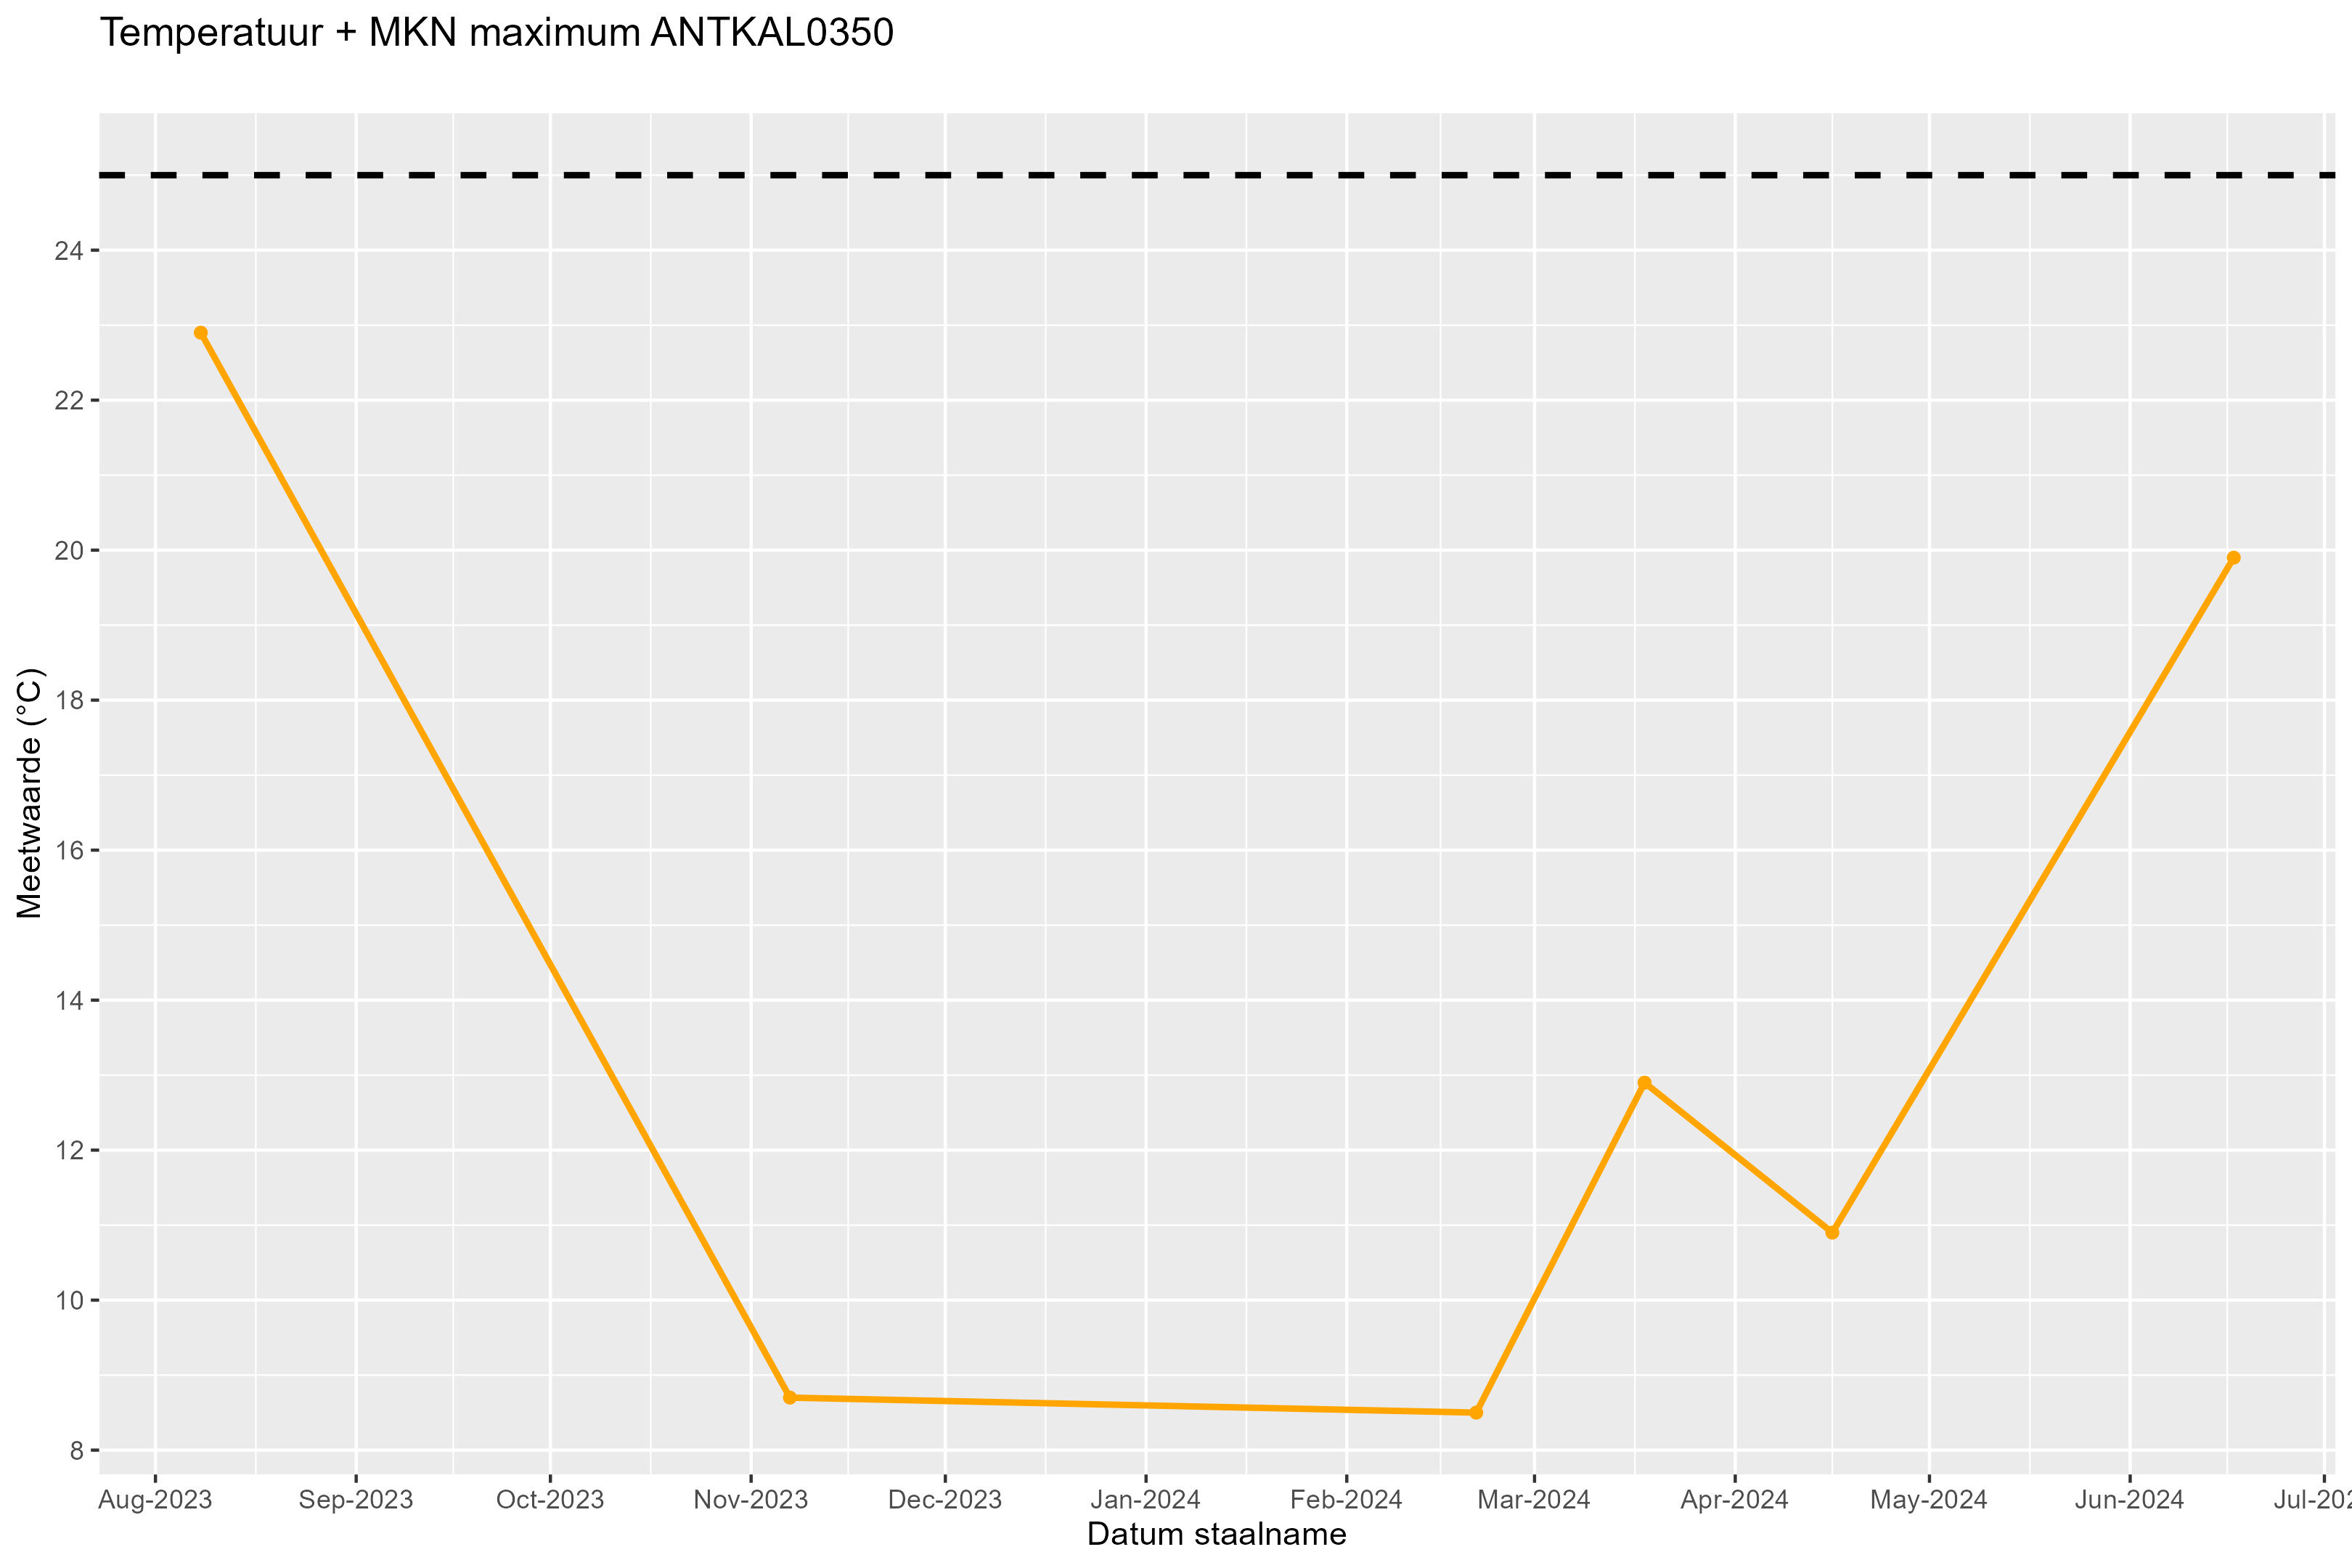 Temperatuur + MKN maximum ANTKAL0350
Meetwaarde (°C)
24
22
20
18
16
14
12
10
8
Aug-2023 Sep-2023 Oct-2023 Nov-2023 Dec-2023 Jan-2024 Feb-2024 Mar-2024 Apr-2024 May-2024 Jun-2024 Jul-202
Datum staalname